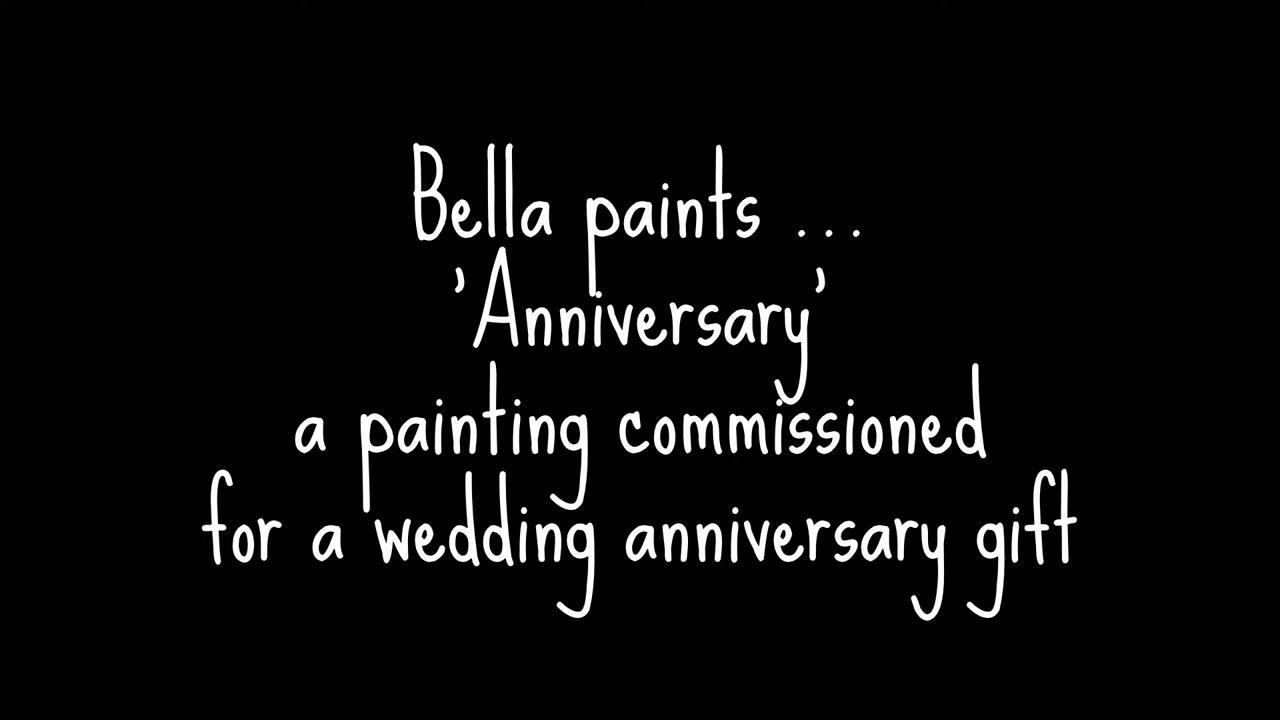 Bella paints ...
'Anniversary'
a painting commissioned
for a wedding anniversary gift